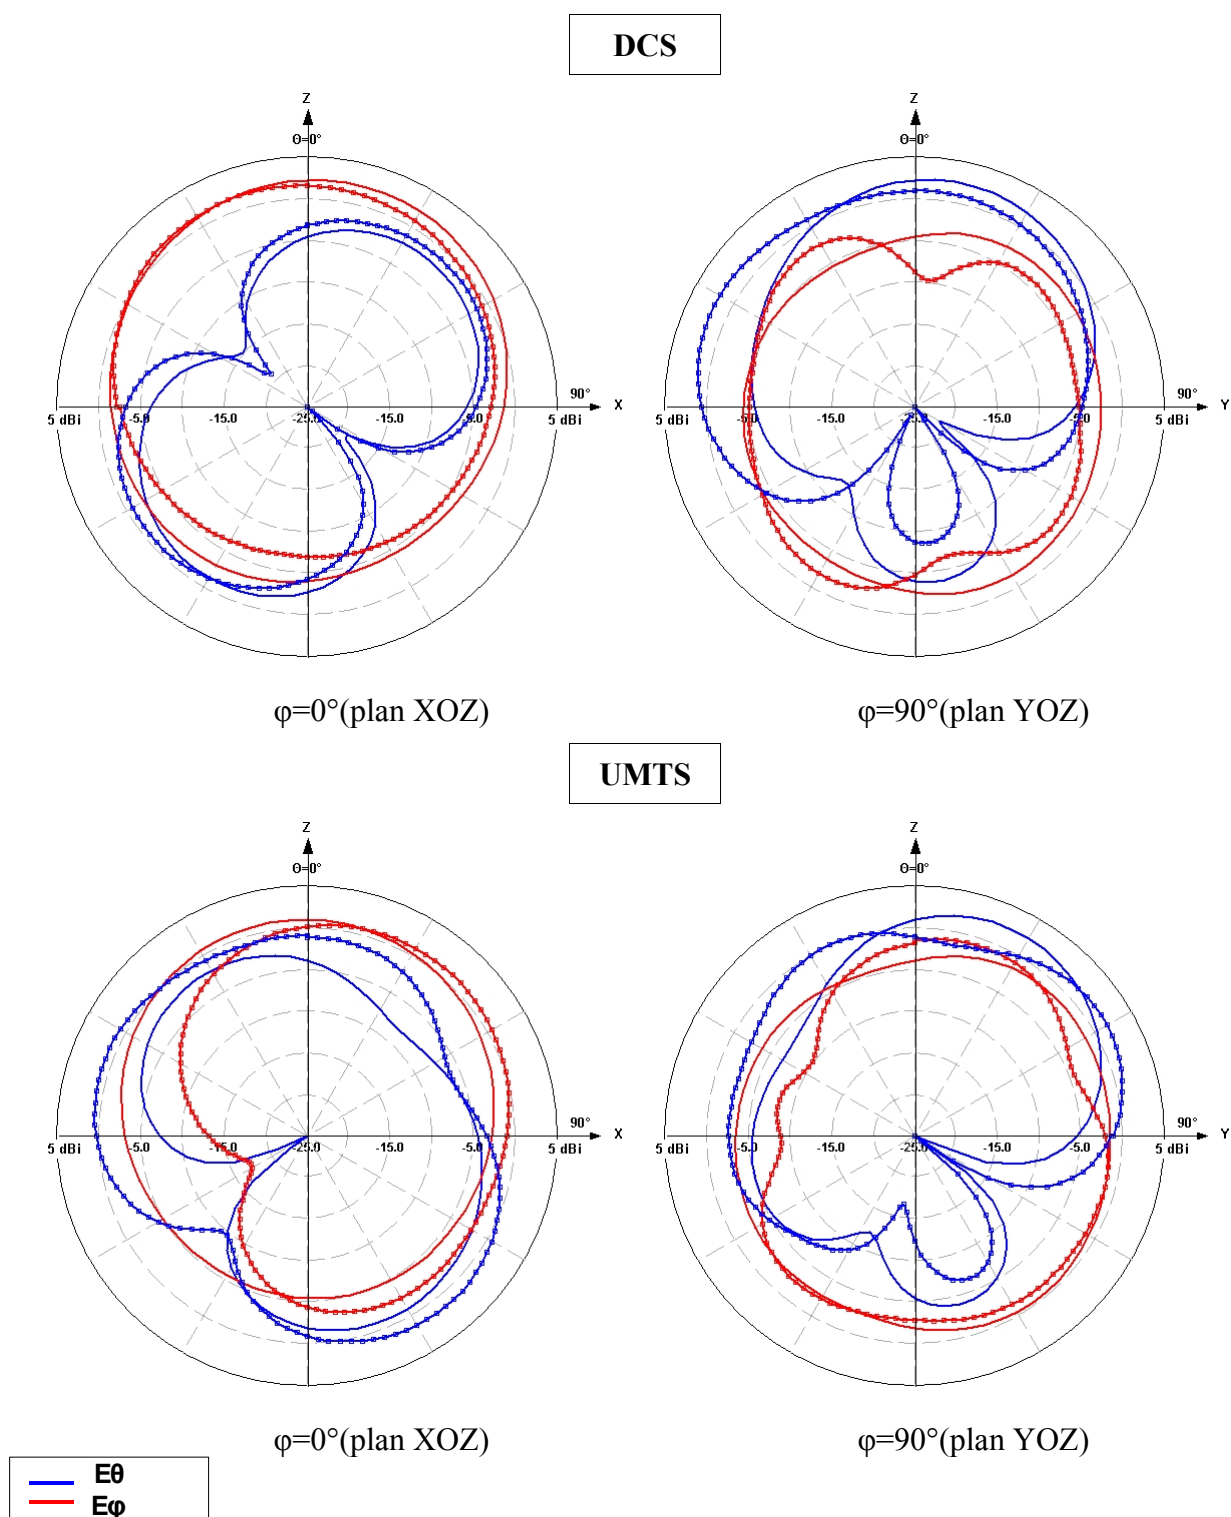 DCS
Z Z
Θ=0° Θ=0°
90° 90°
X Y
5 dBi -5.0 -15.0 -25.0 -15.0 -5.0 5 dBi 5 dBi -5.0 -15.0 -25.0 -15.0 -5.0 5 dBi
φ=0°(plan XOZ) φ=90°(plan YOZ)
UMTS
Z Z
Θ=0° Θ=0°
90° 90°
X Y
5 dBi -5.0 -15.0 -25.0 -15.0 -5.0 5 dBi 5 dBi -5.0 -15.0 -25.0 -15.0 -5.0 5 dBi
φ=0°(plan XOZ) φ=90°(plan YOZ)
Eθ
Eφ